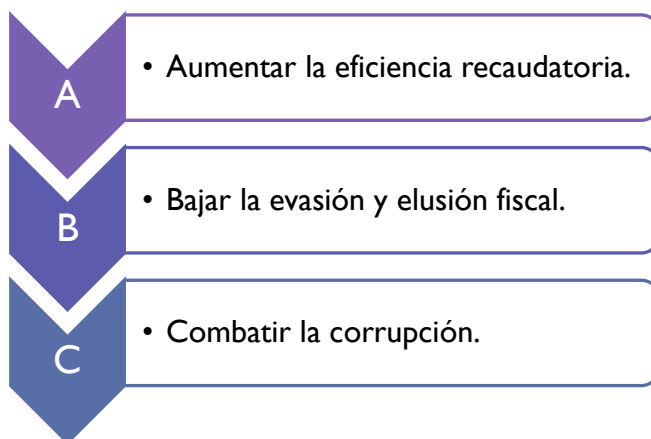 A
• Aumentar la eficiencia recaudatoria.
B
• Bajar la evasión y elusión fiscal.
C
• Combatir la corrupción.